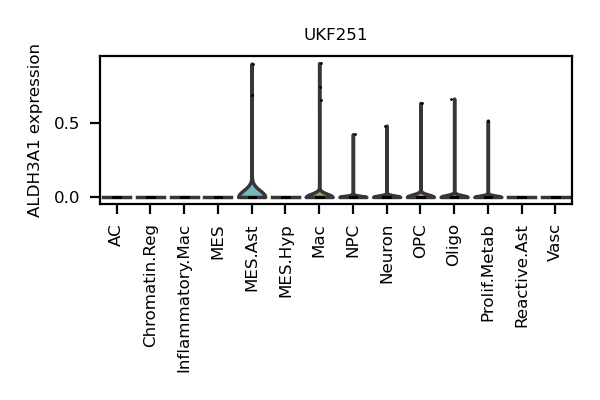 UKF251
ALDH3A1 expression
0.5
0.0
AC
Chromatin.Reg
Inflammatory.Mac
MES
MES.Ast
MES.Hyp
Mac
NPC
Neuron
OPC
Oligo
Prolif.Metab
Reactive.Ast
Vasc